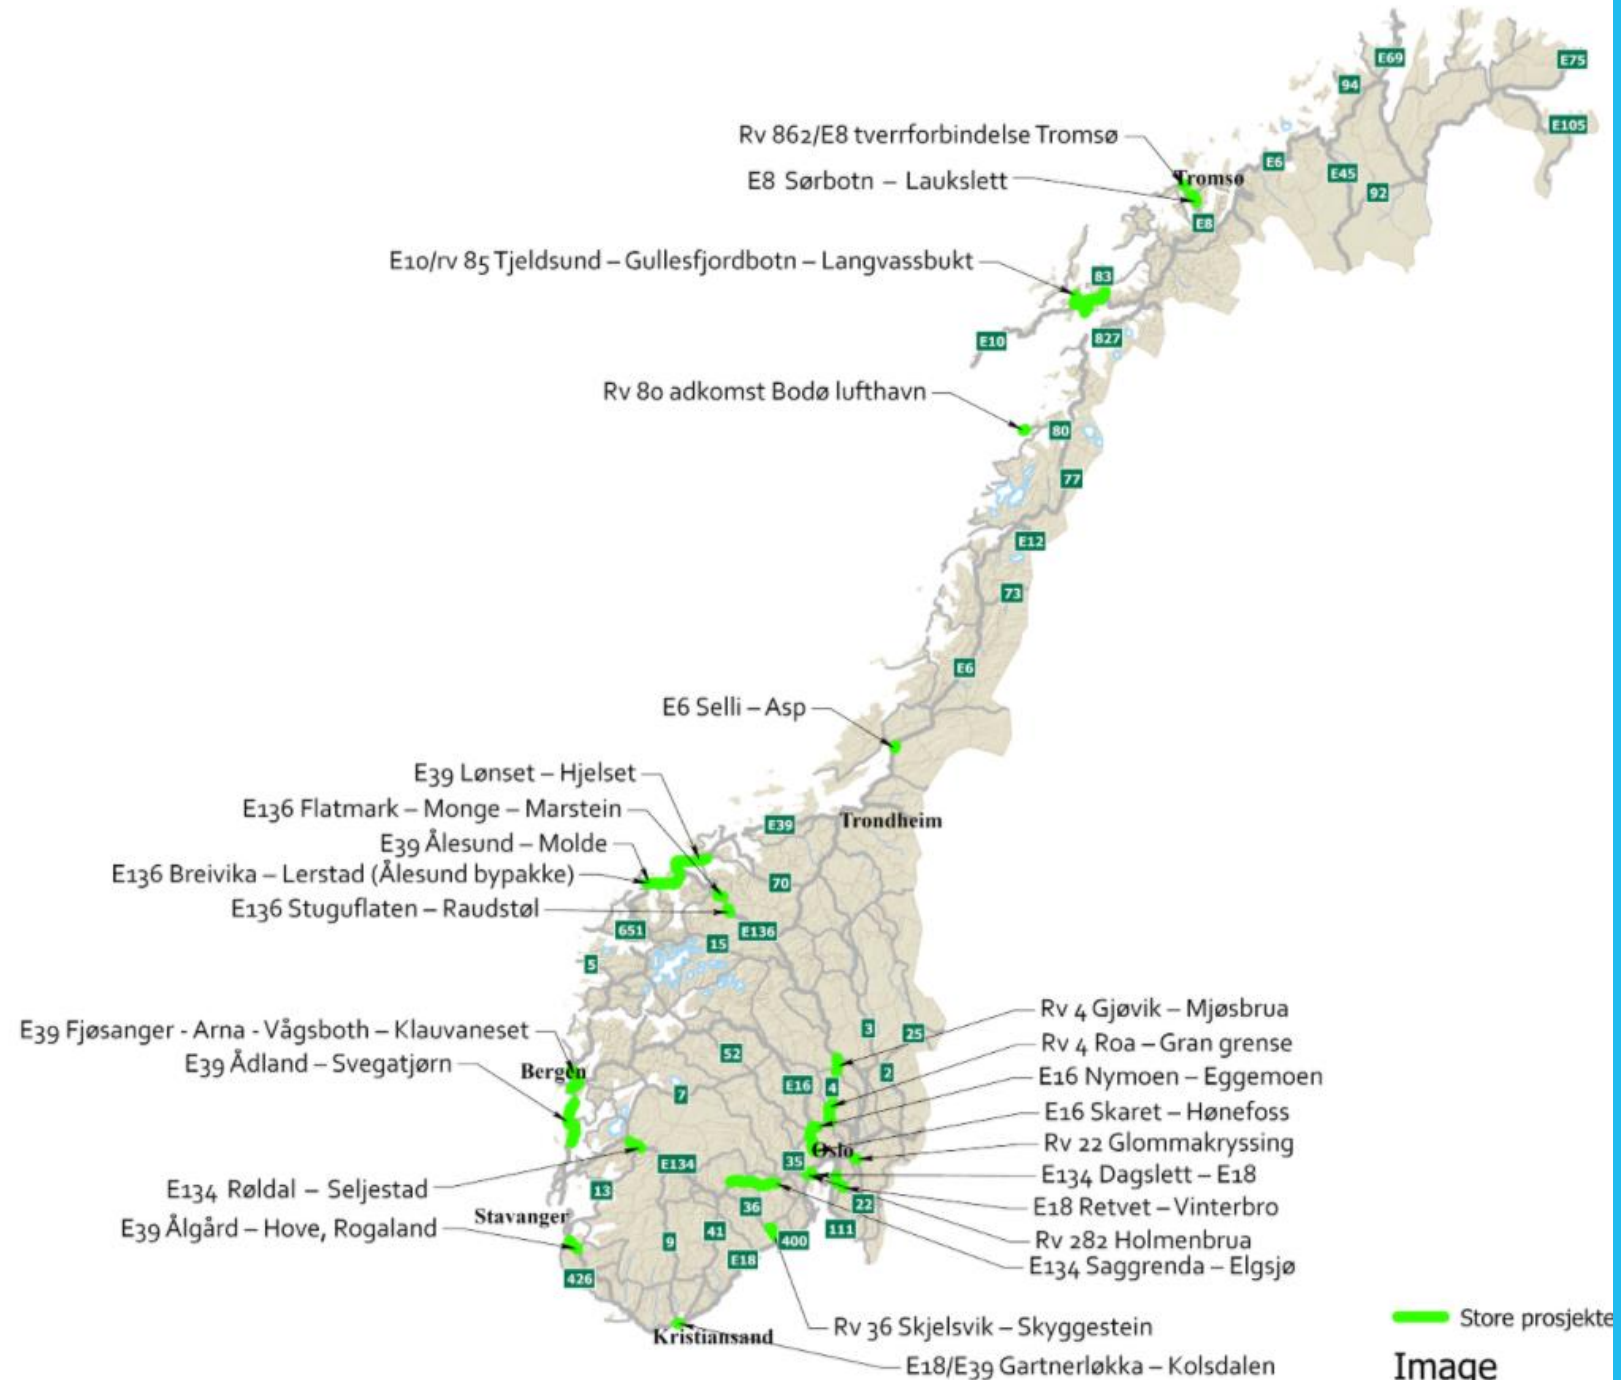 E69
E75
94
Rv 862/E8 tverrforbindelse Tromsø
E105
E6
E8 Sørbotn – Laukslett
Tromsø
E45
92
E8
E10/rv 85 Tjeldsund – Gullesfjordbotn – Langvassbukt
83
E10
827
Rv 80 adkomst Bodø lufthavn
80
77
E12
73
E6
E6 Selli – Asp
E39 Lønset – Hjelset
E136 Flatmark – Monge – Marstein
E39
Trondheim
E39 Ålesund – Molde
E136 Breivika – Lerstad (Ålesund bypakke)
70
E136 Stuguflaten – Raudstøl
651
E136
15
5
Rv 4 Gjøvik – Mjøsbrua
E39 Fjøsanger - Arna - Vågsboth – Klauvaneset
3
25
Rv 4 Roa – Gran grense
E39 Ådland – Svegatjørn
Bergen
52
2
E16 Nymoen – Eggemoen
E16
4
7
E16 Skaret – Hønefoss
Rv 22 Glommakryssing
Oslo
E134
35
E134 Dagslett – E18
E134 Røldal – Seljestad
13
36
22
E18 Retvet – Vinterbro
Stavanger
E39 Ålgård – Hove, Rogaland
9
41
400
111
Rv 282 Holmenbrua
E18
E134 Saggrenda – Elgsjø
426
Kristiansand
Rv 36 Skjelsvik – Skyggestein
E18/E39 Gartnerløkka – Kolsdalen
Store prosjekte
Image